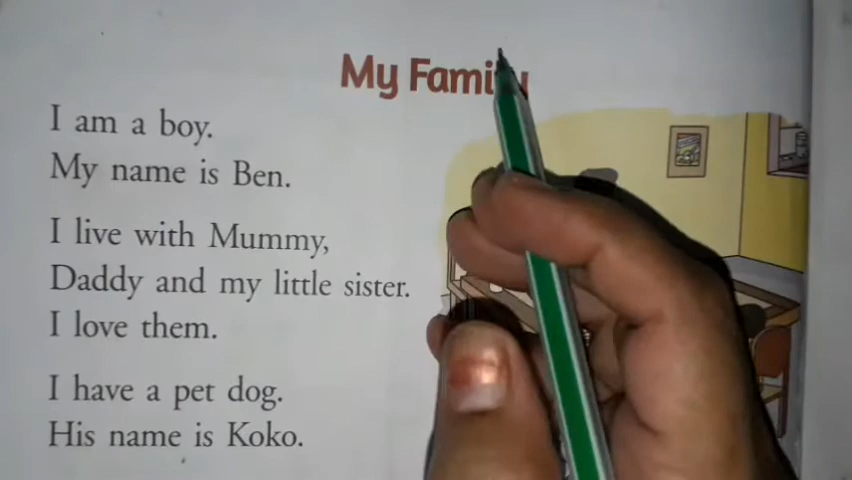 My Family
I am a boy.
My name is Ben.
I live with Mummy,
Daddy and my little sister.
I love them.
I have a pet dog.
His name is Koko.